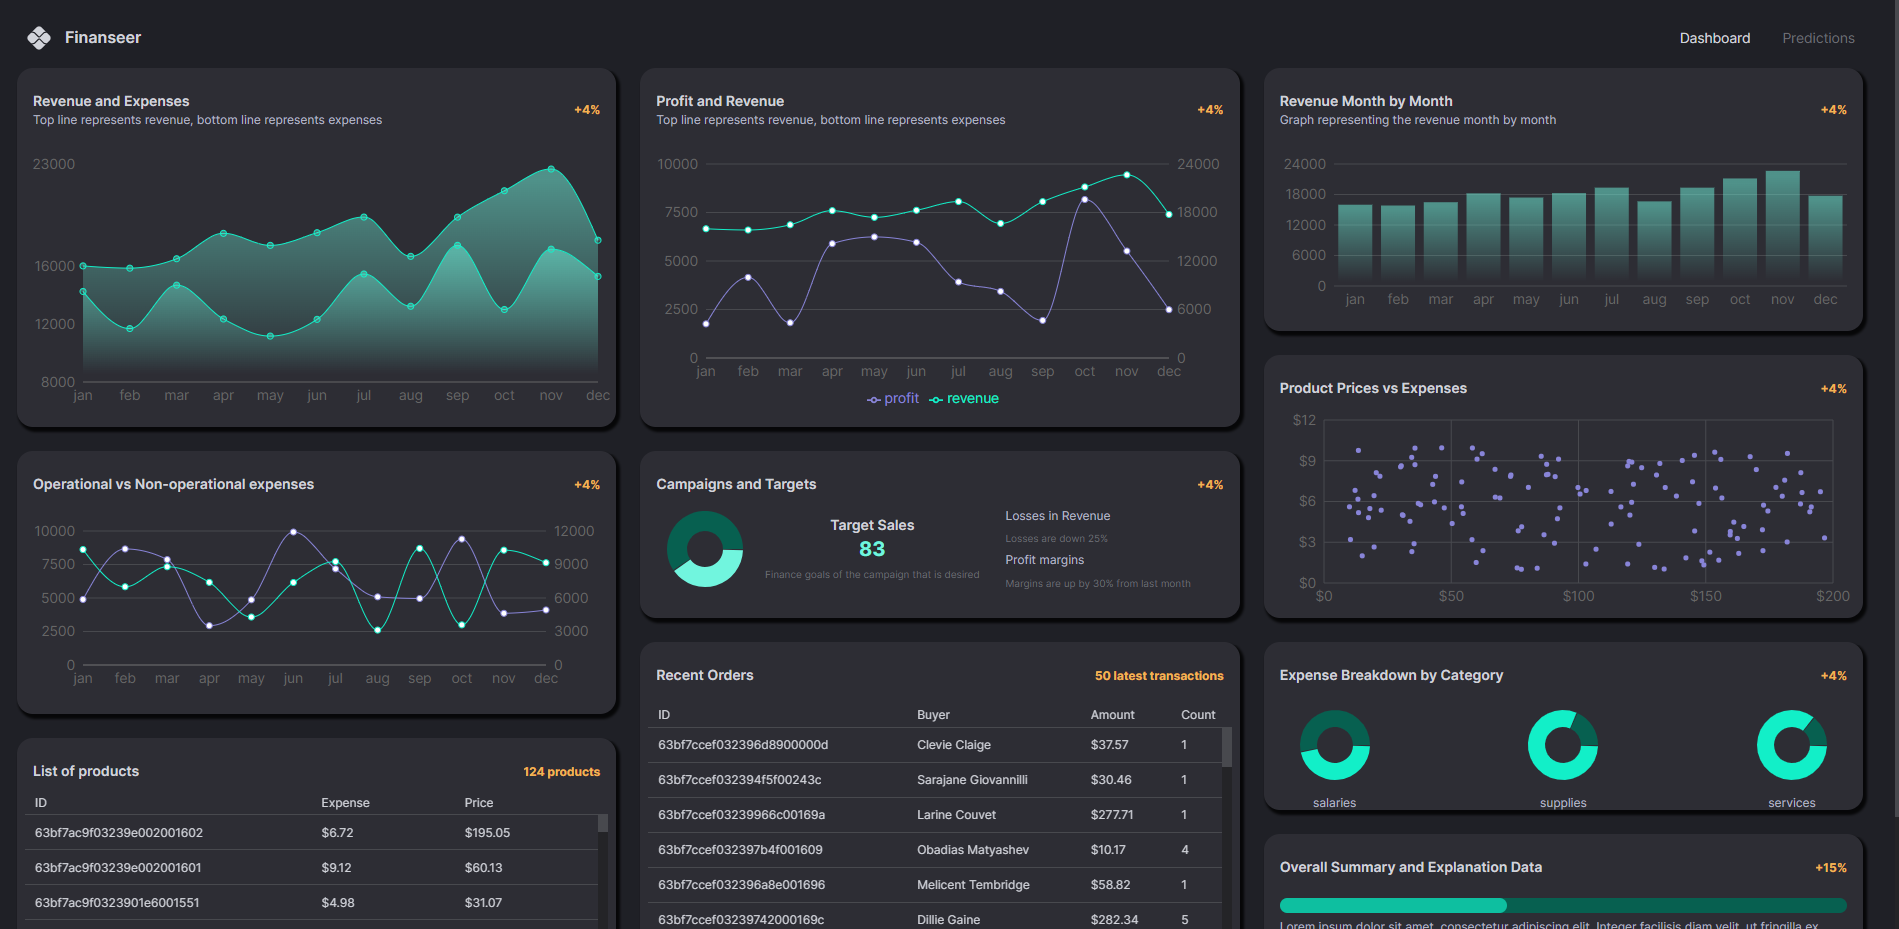 Finanseer
Dashboard
Predictions
Revenue and Expenses
+4%
Top line represents revenue, bottom line represents expenses
23000
16000
12000
8000
jan feb mar apr may jun jul aug sep oct nov dec
Profit and Revenue
+4%
Top line represents revenue, bottom line represents expenses
10000 24000
7500 18000
5000 12000
2500 6000
0 0
jan feb mar apr may jun jul aug sep oct nov dec
profit revenue
Revenue Month by Month
+4%
Graph representing the revenue month by month
24000
18000
12000
6000
0
jan feb mar apr may jun jul aug sep oct nov dec
Operational vs Non-operational expenses
+4%
10000 12000
7500 9000
5000 6000
2500 3000
0 0
jan feb mar apr may jun jul aug sep oct nov dec
Campaigns and Targets
+4%
Target Sales
83
Finance goals of the campaign that is desired
Losses in Revenue
Losses are down 25%
Profit margins
Margins are up by 30% from last month
Product Prices vs Expenses
+4%
$12
$9
$6
$3
$0
$0 $50 $100 $150 $200
List of products
124 products
ID Expense Price
63bf7ac9f03239e002001602 $6.72 $195.05
63bf7ac9f03239e002001601 $9.12 $60.13
63bf7ac9f0323901e6001551 $4.98 $31.07
Recent Orders
50 latest transactions
ID Buyer Amount Count
63bf7ccef032396d8900000d Clevie Claige $37.57 1
63bf7ccef032394f5f00243c Sarajane Giovannilli $30.46 1
63bf7ccef03239966c00169a Larine Couvet $277.71 1
63bf7ccef032397b4f001609 Obadias Matyashev $10.17 4
63bf7ccef032396a8e001696 Melicent Tembridge $58.82 1
63bf7ccef03239742000169c Dillie Gaine $282.34 5
Expense Breakdown by Category
+4%
salaries supplies services
Overall Summary and Explanation Data
+15%
Lorem ipsum dolor sit amet, consectetur adipiscing elit. Integer facilisis diam velit, ut fringilla ex